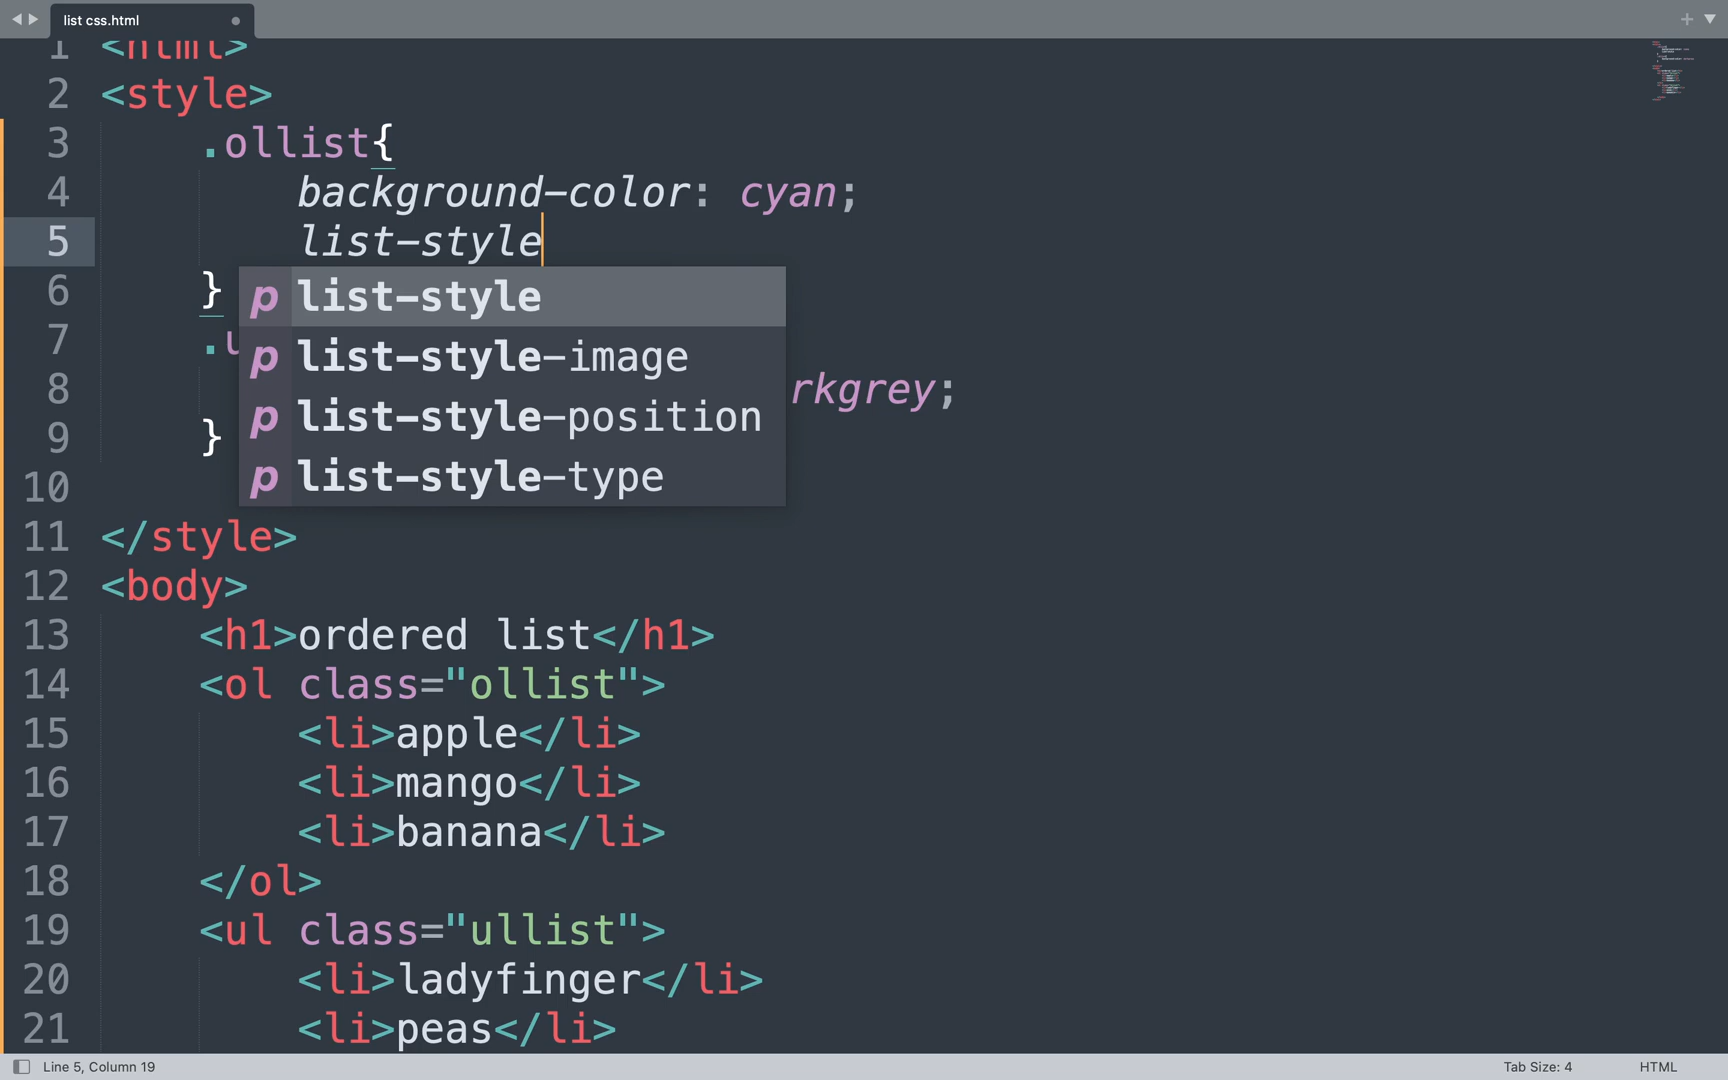 list css.html
1 <html>
2 <style>
3 .ollist{
4 background-color: cyan;
5 list-style
p list-style
6 }
p list-style-image
7 .u
8 rkgrey;
p list-style-position
9 }
p list-style-type
10
11 </style>
12 <body>
13 <h1>ordered list</h1>
14 <ol class="ollist">
15 <li>apple</li>
16 <li>mango</li>
17 <li>banana</li>
18 </ol>
19 <ul class="ullist">
20 <li>ladyfinger</li>
21 <li>peas</li>
Line 5, Column 19
Tab Size: 4
HTML